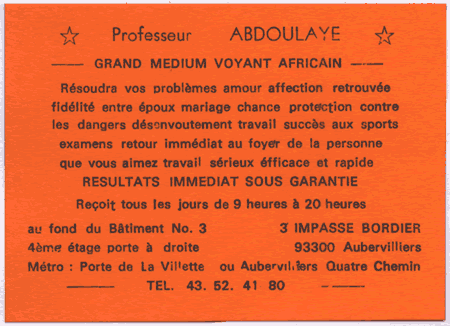 ☆ Professeur ABDOULAYE ☆
GRAND MEDIUM VOYANT AFRICAIN
Résoudra vos problèmes amour affection retrouvée
fidélité entre époux mariage chance protection contre
les dangers désenvoutement travail succès aux sports
examens retour immédiat au foyer de la personne
que vous aimez travail sérieux éfficace et rapide
RESULTATS IMMEDIAT SOUS GARANTIE
Reçoit tous les jours de 9 heures à 20 heures
au fond du Bâtiment No. 3 3 IMPASSE BORDIER
4ème étage porte à droite 93300 Aubervilliers
Métro : Porte de La Villette ou Aubervilliers Quatre Chemin
TEL. 43. 52. 41 80